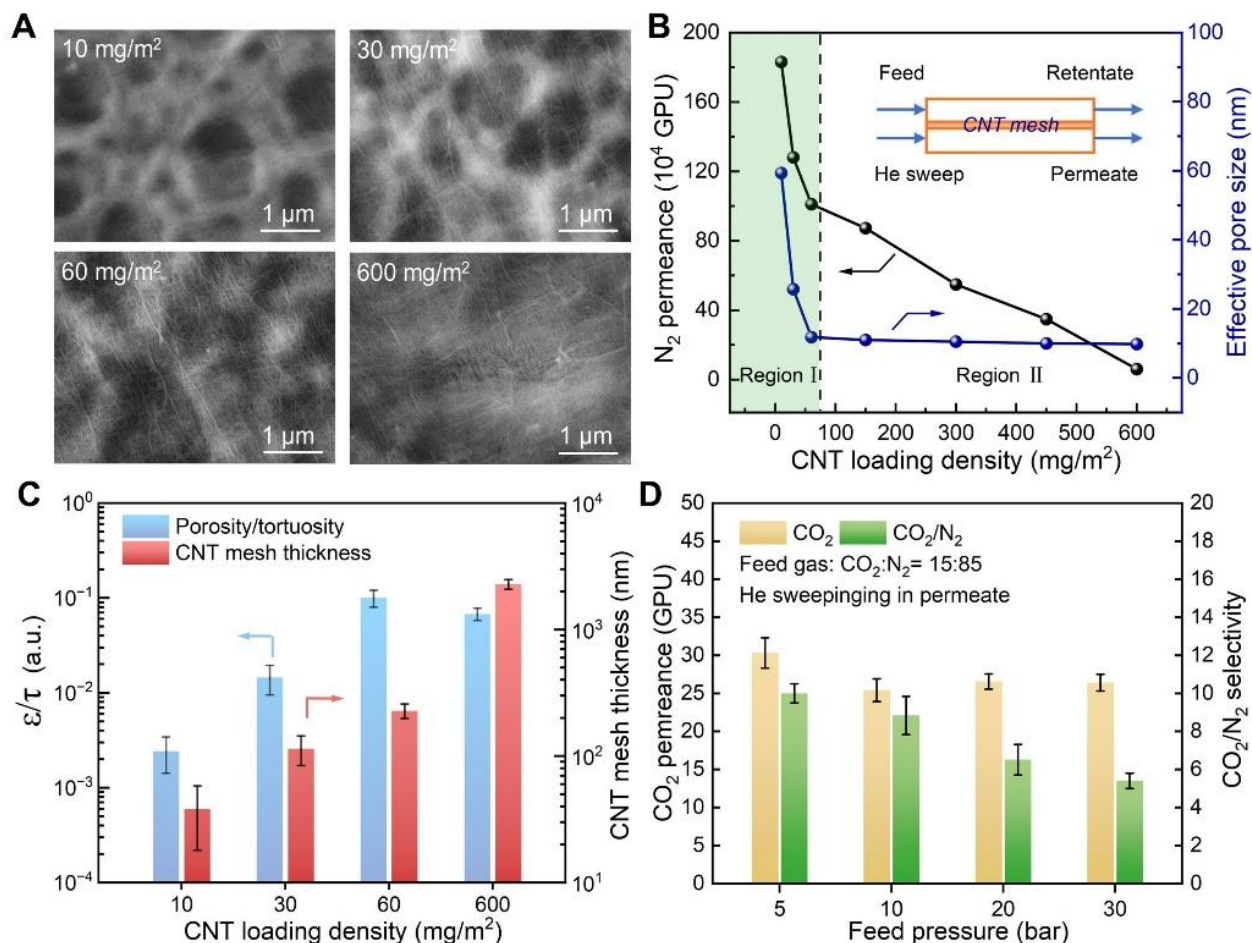 A
10 mg/m²
1 μm
30 mg/m²
1 μm
60 mg/m²
1 μm
600 mg/m²
1 μm
B
N₂ permeance (10⁴ GPU)
200
160
120
80
40
0
Feed
Retentate
CNT mesh
He sweep
Permeate
Region I
Region II
100
80
60
40
20
0
Effective pore size (nm)
0 100 200 300 400 500 600
CNT loading density (mg/m²)
C
ε/τ (a.u.)
10⁰
10⁻¹
10⁻²
10⁻³
10⁻⁴
Porosity/tortuosity
CNT mesh thickness
10⁴
10³
10²
10¹
CNT mesh thickness (nm)
10 30 60 600
CNT loading density (mg/m²)
D
CO₂ pemreance (GPU)
50
45
40
35
30
25
20
15
10
5
0
CO₂ CO₂/N₂
Feed gas: CO₂:N₂= 15:85
He sweepinging in permeate
20
18
16
14
12
10
8
6
4
2
0
CO₂/N₂ selectivity
5 10 20 30
Feed pressure (bar)